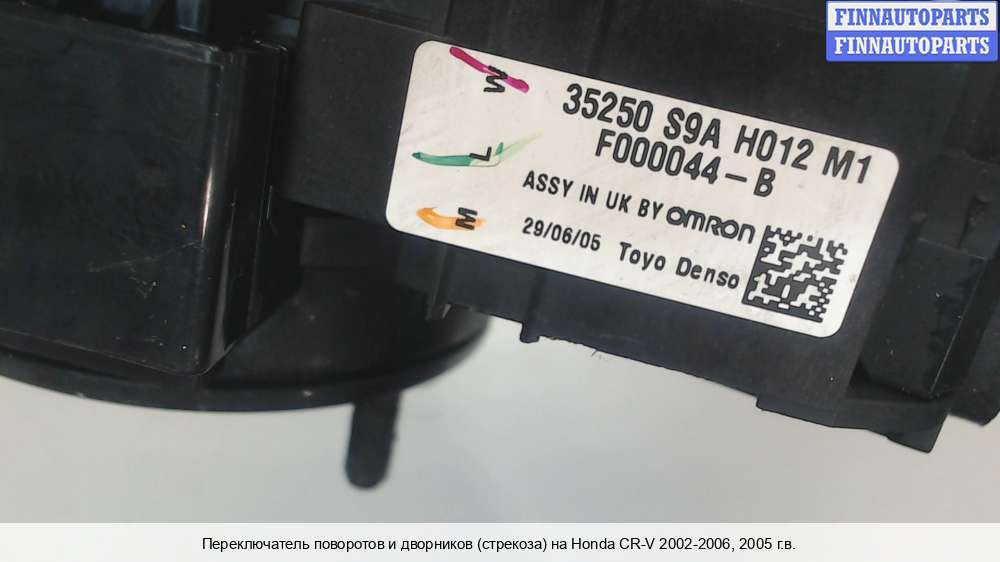 FINNAUTOPARTS
FINNAUTOPARTS
35250 S9A H012 M1
F000044-B
ASSY IN UK BY OMRON
29/06/05 Toyo Denso
W
L
M
Переключатель поворотов и дворников (стрекоза) на Honda CR-V 2002-2006, 2005 г.в.